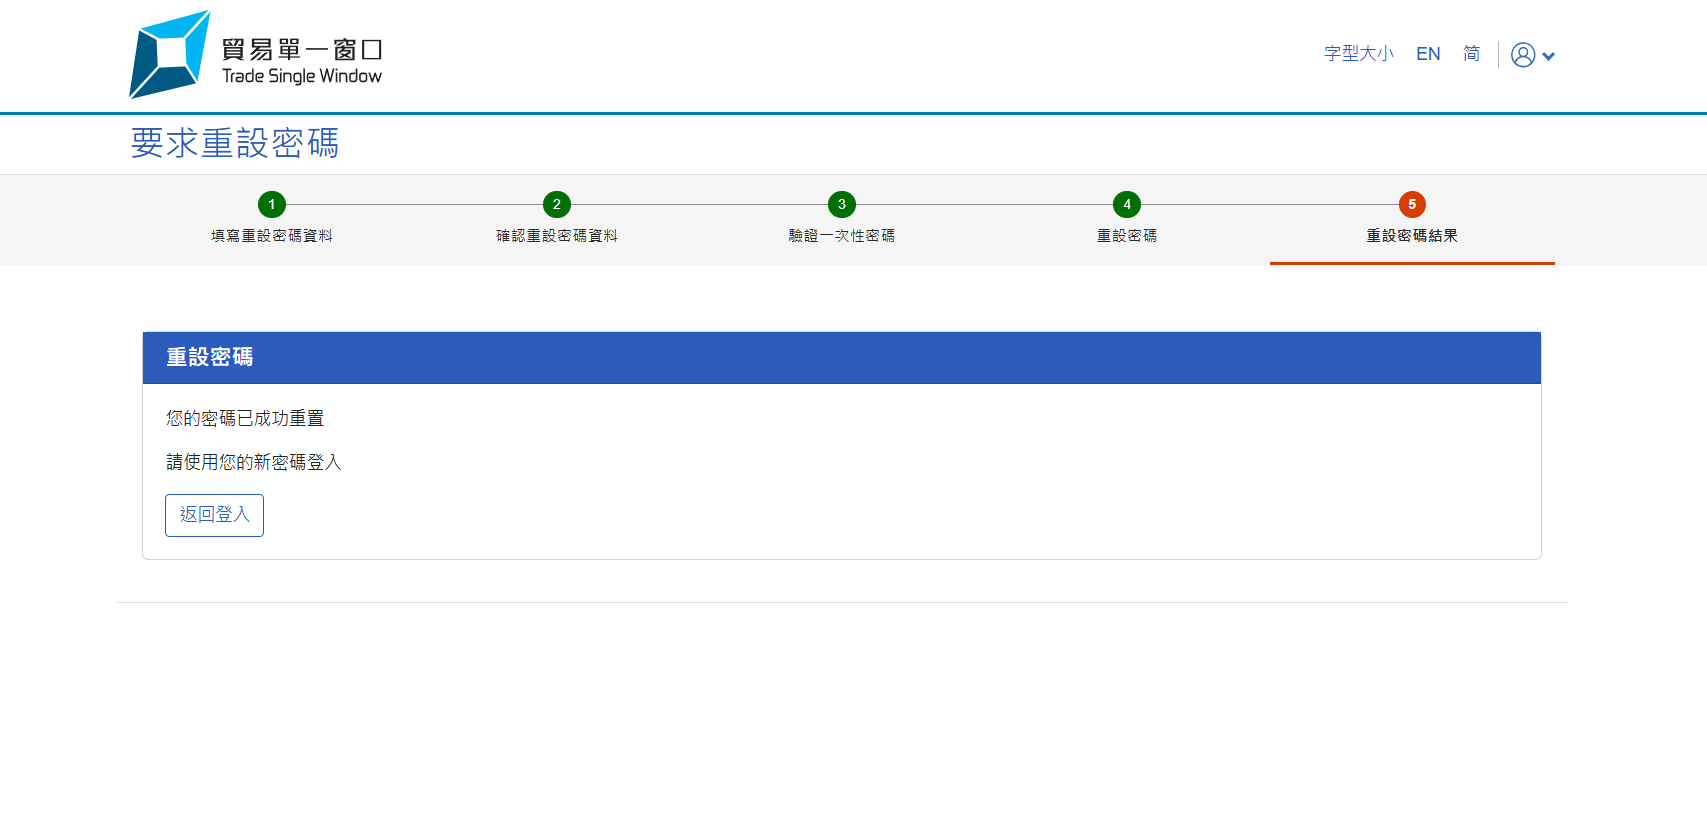 貿易單一窗口
Trade Single Window
字型大小 EN 简
要求重設密碼
1 2 3 4 5
填寫重設密碼資料 確認重設密碼資料 驗證一次性密碼 重設密碼 重設密碼結果
重設密碼
您的密碼已成功重置
請使用您的新密碼登入
返回登入